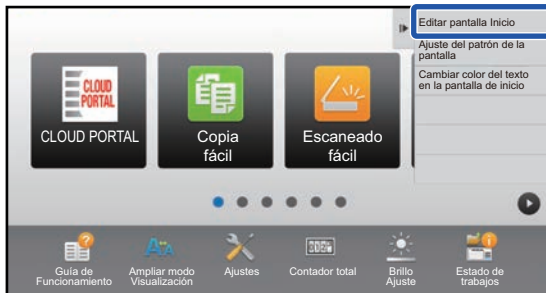 Editar pantalla Inicio
Ajuste del patrón de la
pantalla
Cambiar color del texto
en la pantalla de inicio
CLOUD
PORTAL
CLOUD PORTAL
Copia
fácil
Escaneado
fácil
Guía de
Funcionamiento
Ampliar modo
Visualización
Ajustes
Contador total
Brillo
Ajuste
Estado de
trabajos